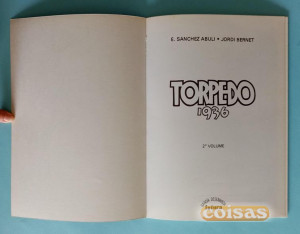 E. SANCHEZ ABULI • JORDI BERNET
TORPEDO
1936
2º VOLUME
coisas